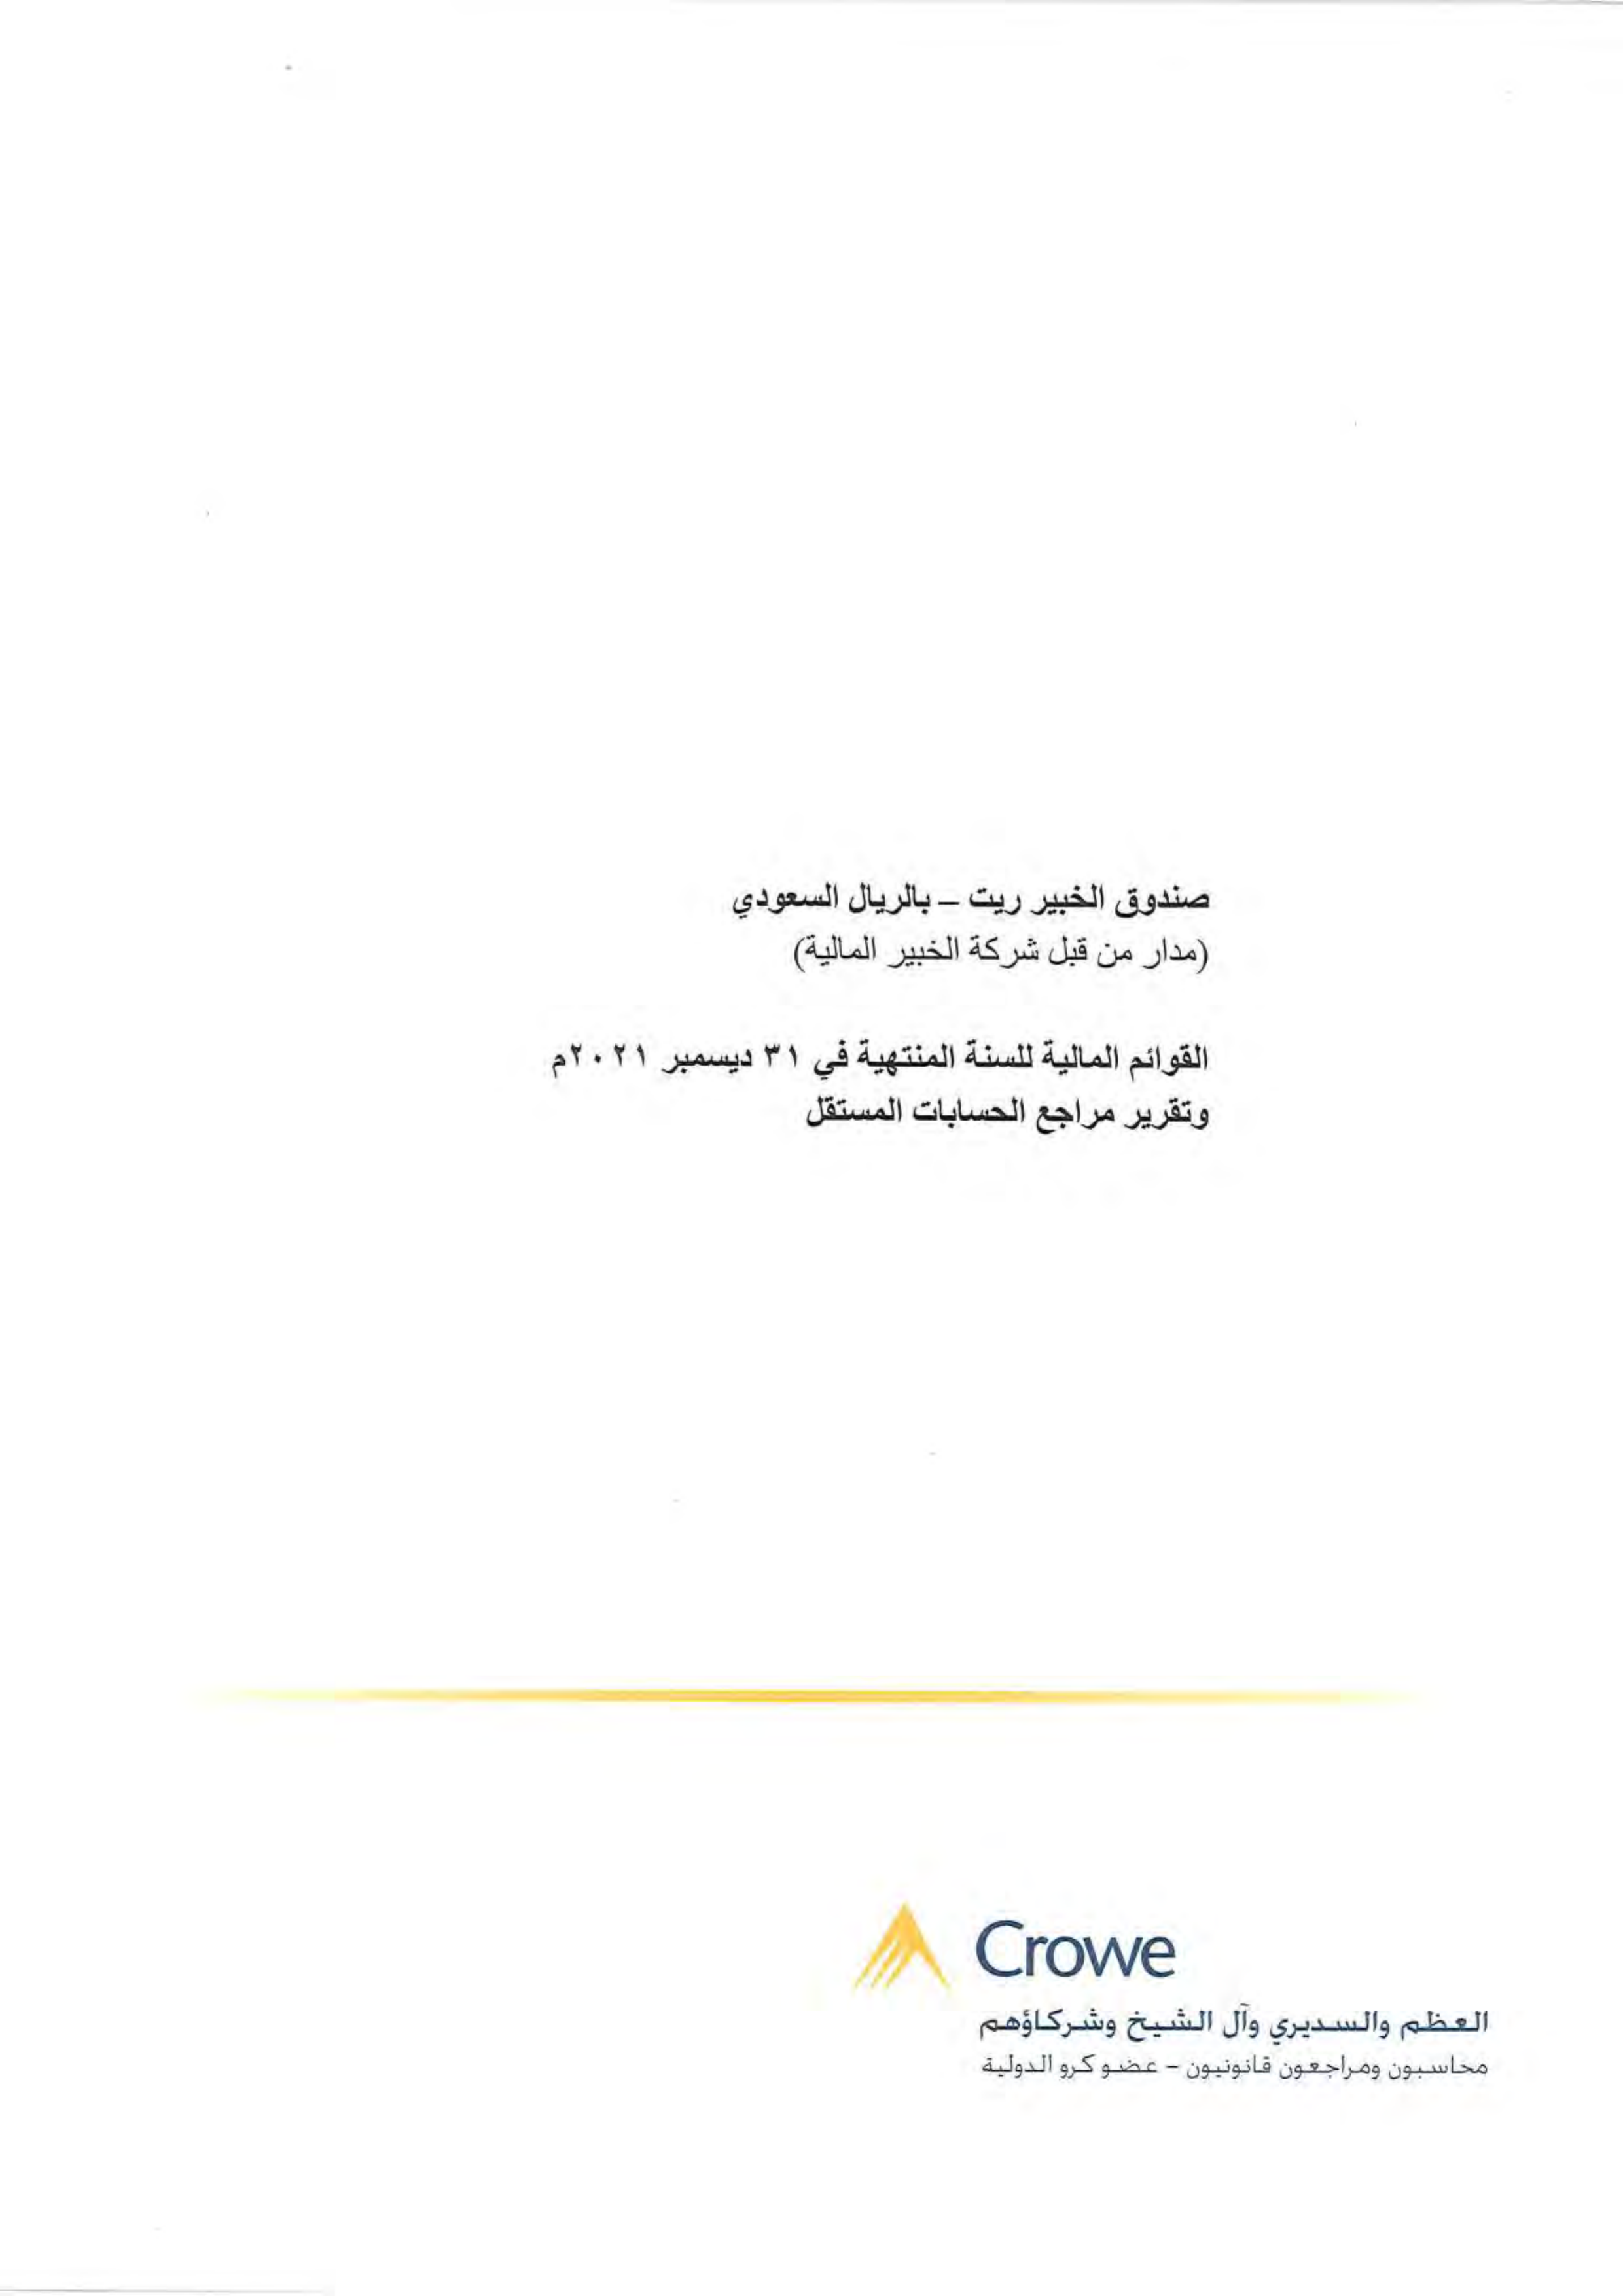 صندوق الخبير ريت – بالريال السعودي
(مدار من قبل شركة الخبير المالية)
القوائم المالية للسنة المنتهية في ٣١ ديسمبر ٢٠٢١م
وتقرير مراجع الحسابات المستقل
Crowe
العظم والسديري وآل الشيخ وشركاؤهم
محاسبون ومراجعون قانونيون – عضو كرو الدولية